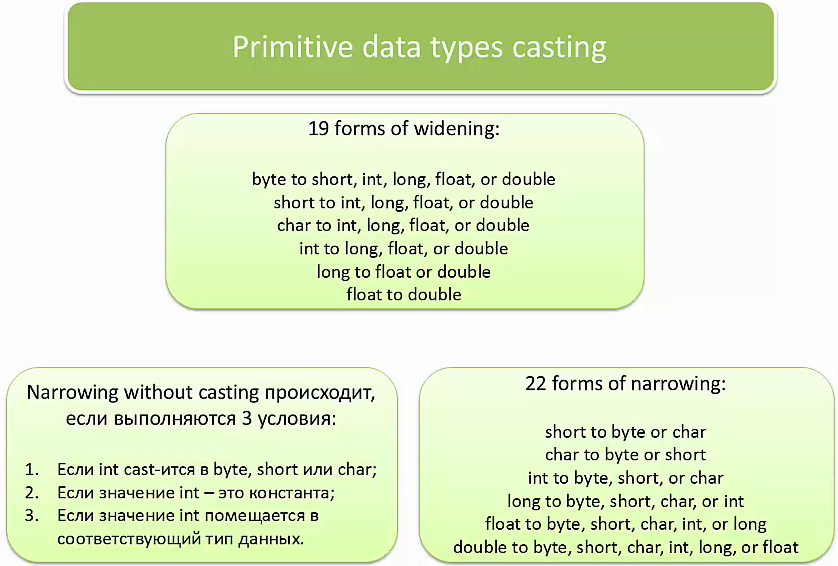 Primitive data types casting
19 forms of widening:
byte to short, int, long, float, or double
short to int, long, float, or double
char to int, long, float, or double
int to long, float, or double
long to float or double
float to double
Narrowing without casting происходит,
если выполняются 3 условия:
1. Если int cast-ится в byte, short или char;
2. Если значение int – это константа;
3. Если значение int помещается в
соответствующий тип данных.
22 forms of narrowing:
short to byte or char
char to byte or short
int to byte, short, or char
long to byte, short, char, or int
float to byte, short, char, int, or long
double to byte, short, char, int, long, or float